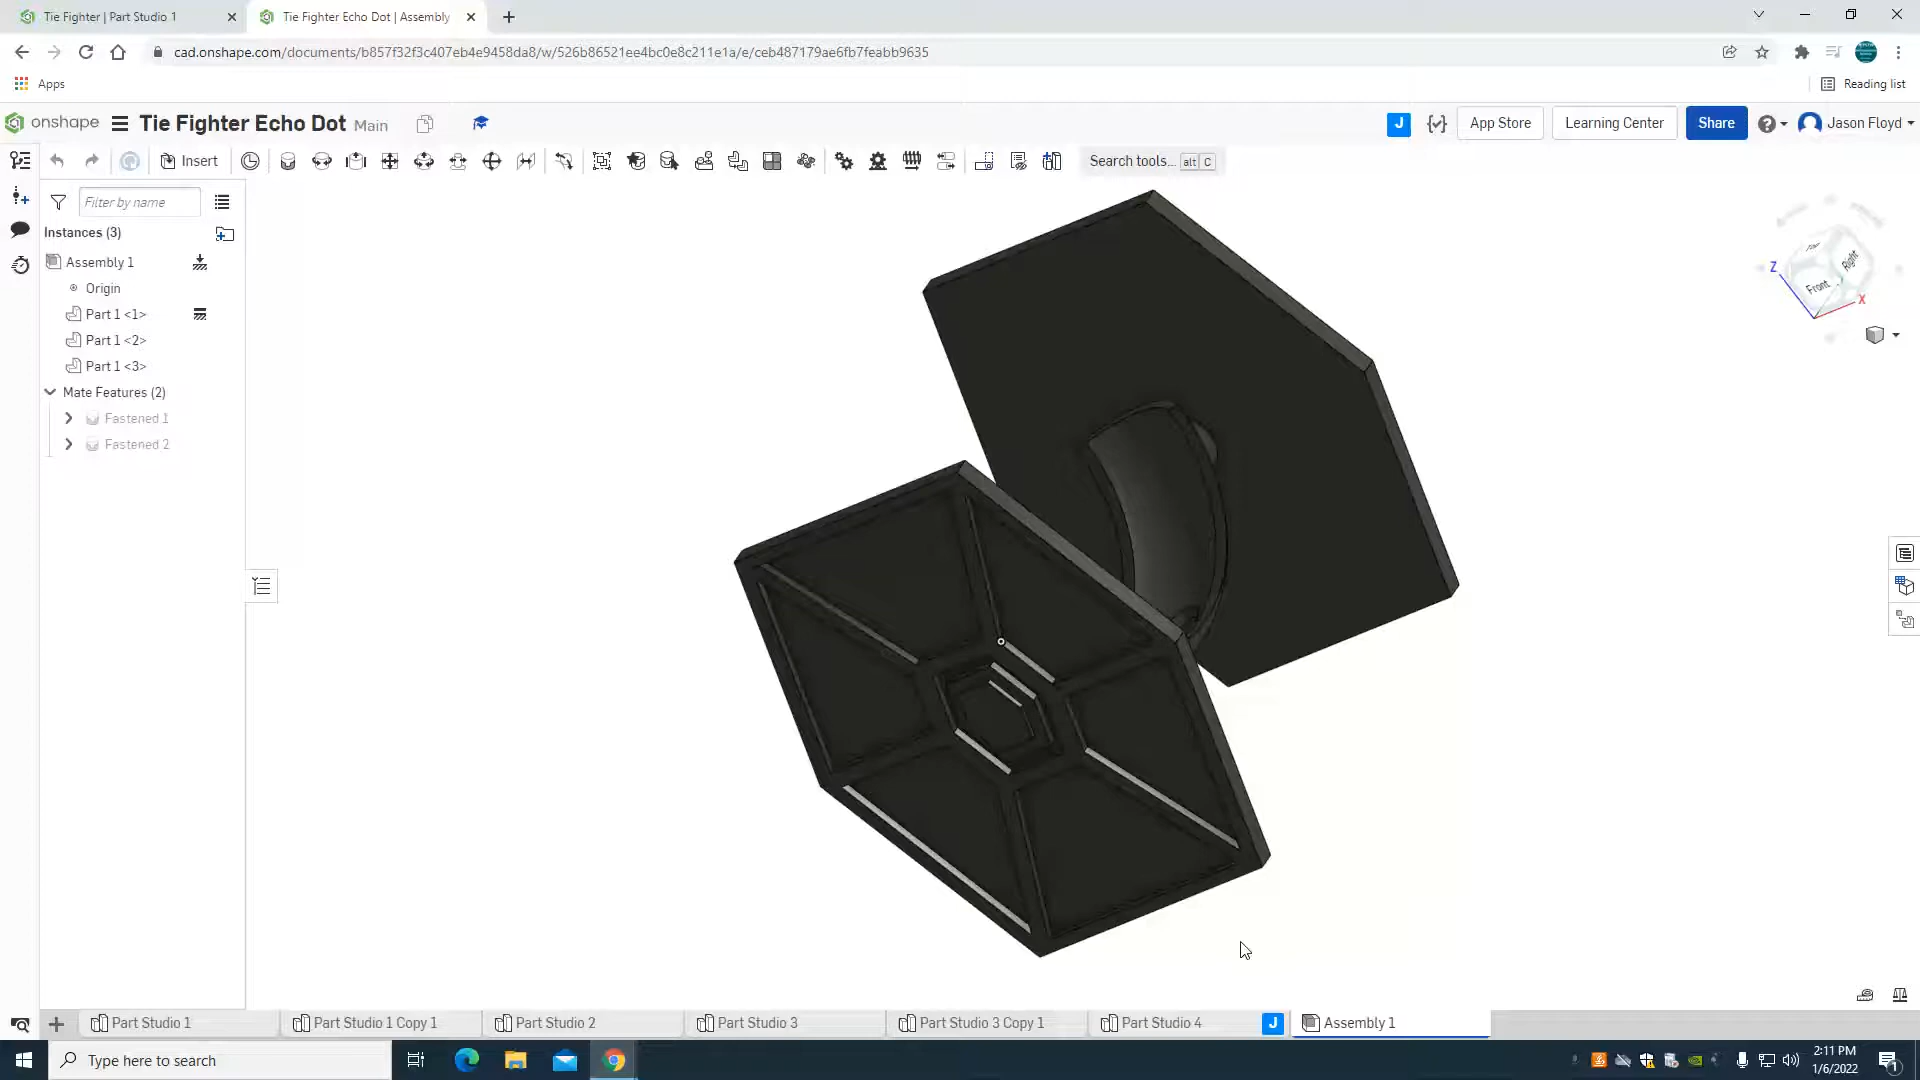 Tie Fighter | Part Studio 1
Tie Fighter Echo Dot | Assembly
cad.onshape.com/documents/b857f32f3c407eb4e9458da8/w/526b86521ee4bc0e8c211e1a/e/ceb487179ae6fb7feabb9635
Apps
Reading list
onshape
Tie Fighter Echo Dot Main
J
App Store
Learning Center
Share
Jason Floyd
Insert
Search tools... alt C
Filter by name
Instances (3)
Assembly 1
Origin
Part 1 <1>
Part 1 <2>
Part 1 <3>
Mate Features (2)
Fastened 1
Fastened 2
Z
Front
Right
X
Part Studio 1
Part Studio 1 Copy 1
Part Studio 2
Part Studio 3
Part Studio 3 Copy 1
Part Studio 4
J
Assembly 1
Type here to search
2:11 PM
1/6/2022
1